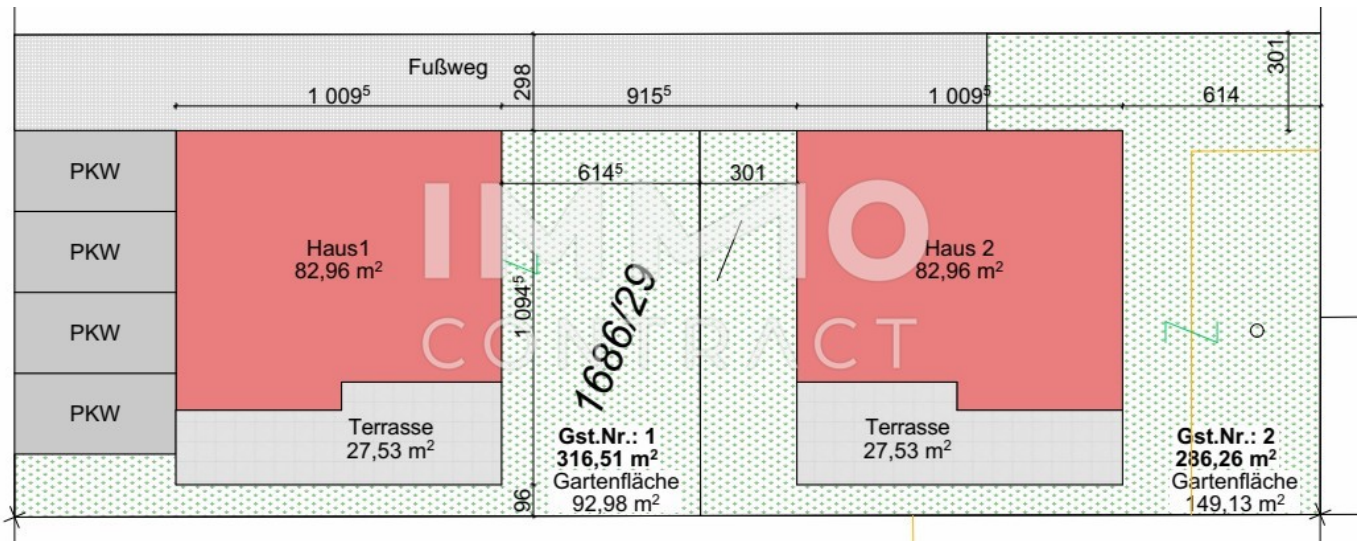 Fußweg
298
301
1 009⁵
915⁵
1 009⁵
614
PKW
PKW
PKW
PKW
614⁵
301
Haus1
82,96 m²
Haus 2
82,96 m²
IMMO
CONTRACT
1 094⁵
1686/29
Terrasse
27,53 m²
Terrasse
27,53 m²
Gst.Nr.: 1
316,51 m²
Gartenfläche
92,98 m²
Gst.Nr.: 2
286,26 m²
Gartenfläche
149,13 m²
96